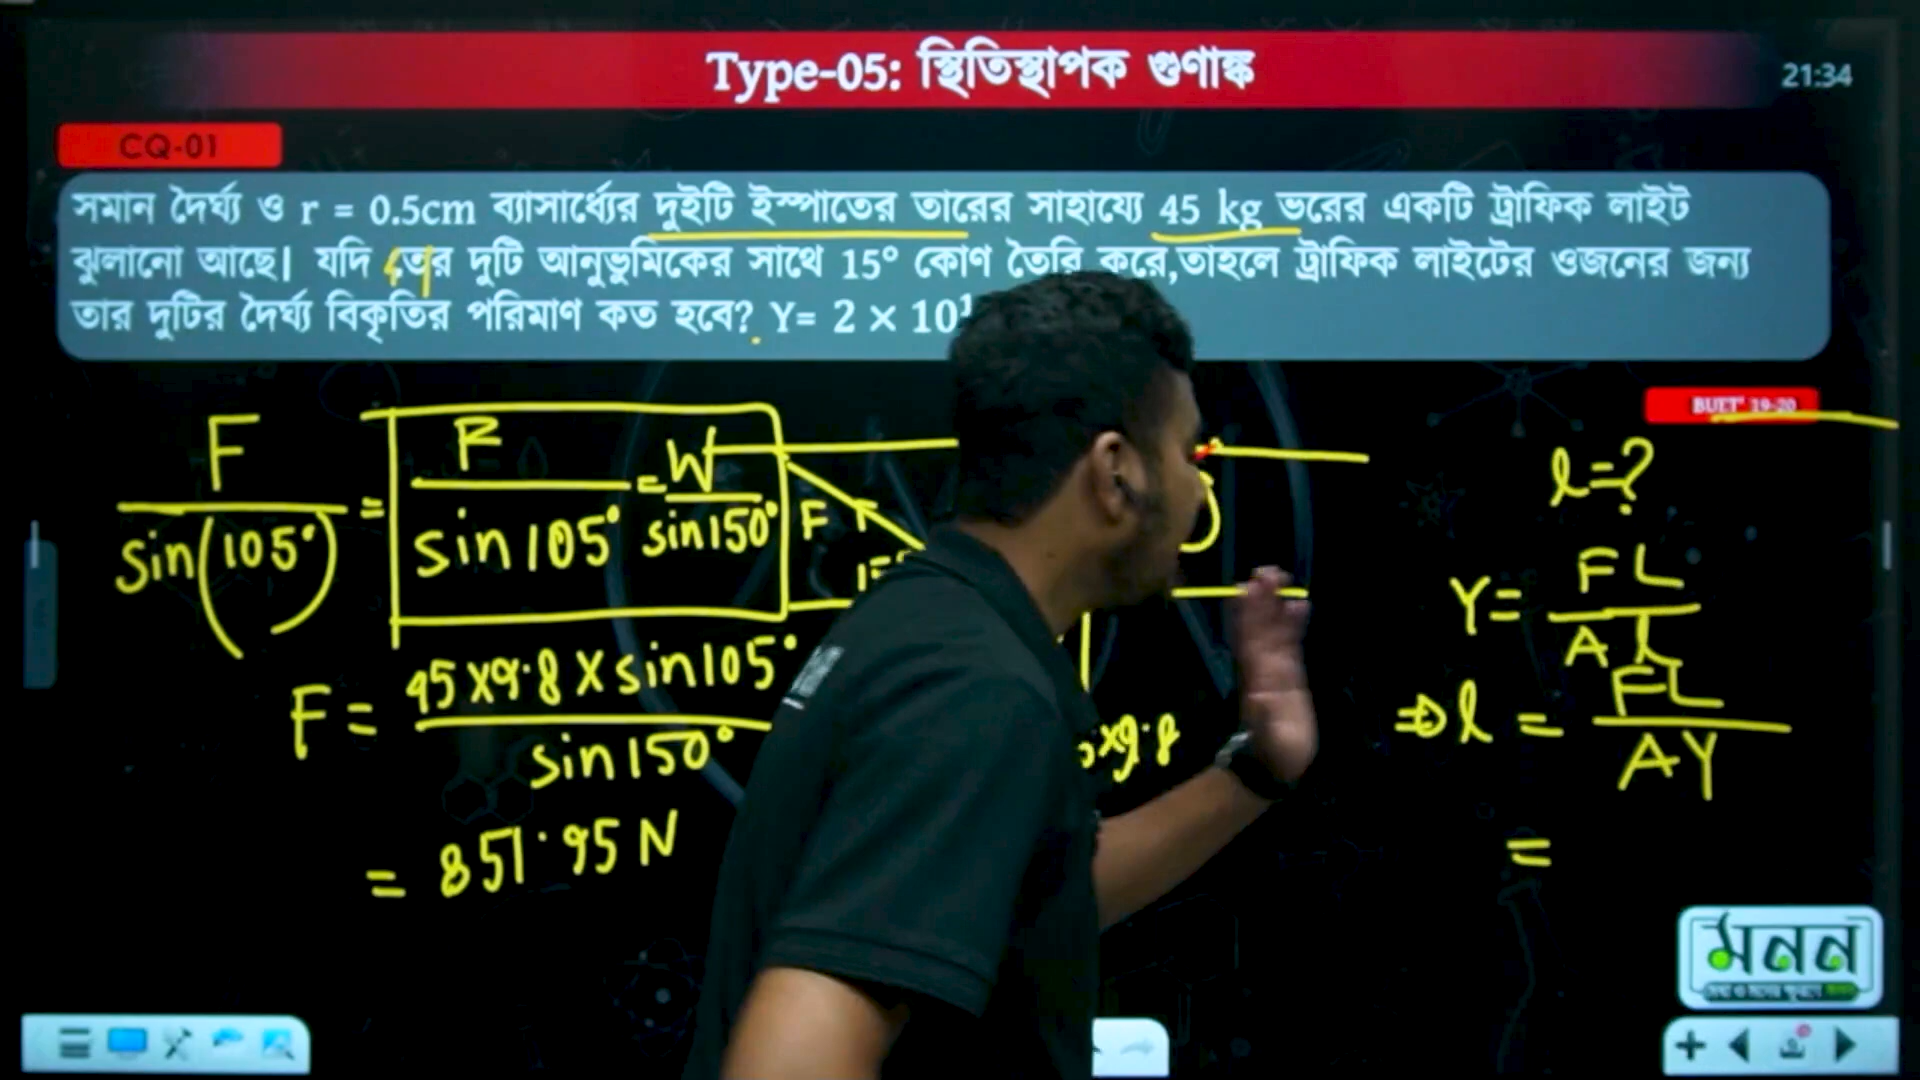 Type-05: স্থিতিস্থাপক গুণাঙ্ক
21:34
CQ-01
সমান দৈর্ঘ্য ও r = 0.5cm ব্যাসার্ধ্যের দুইটি ইস্পাতের তারের সাহায্যে 45 kg ভরের একটি ট্রাফিক লাইট
ঝুলানো আছে। যদি তের দুটি আনুভুমিকের সাথে 15° কোণ তৈরি করে,তাহলে ট্রাফিক লাইটের ওজনের জন্য
তার দুটির দৈর্ঘ্য বিকৃতির পরিমাণ কত হবে? Y= 2 × 10
BUET' 19-20
F/sin(105°) = F/sin105° = W/sin150°
F
F = 45×9.8×sin105°/sin150°
= 851.95 N
×9.8
l=?
Y= FL/Al
⇒ l = FL/AY
=
মনন